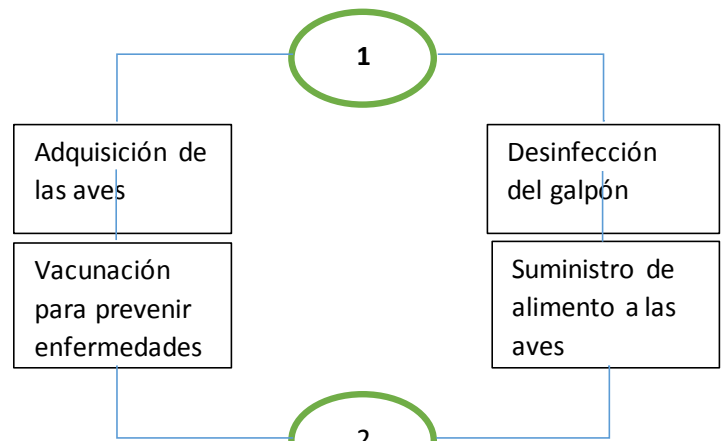 1
Adquisición de
las aves
Desinfección
del galpón
Vacunación
para prevenir
enfermedades
Suministro de
alimento a las
aves
2